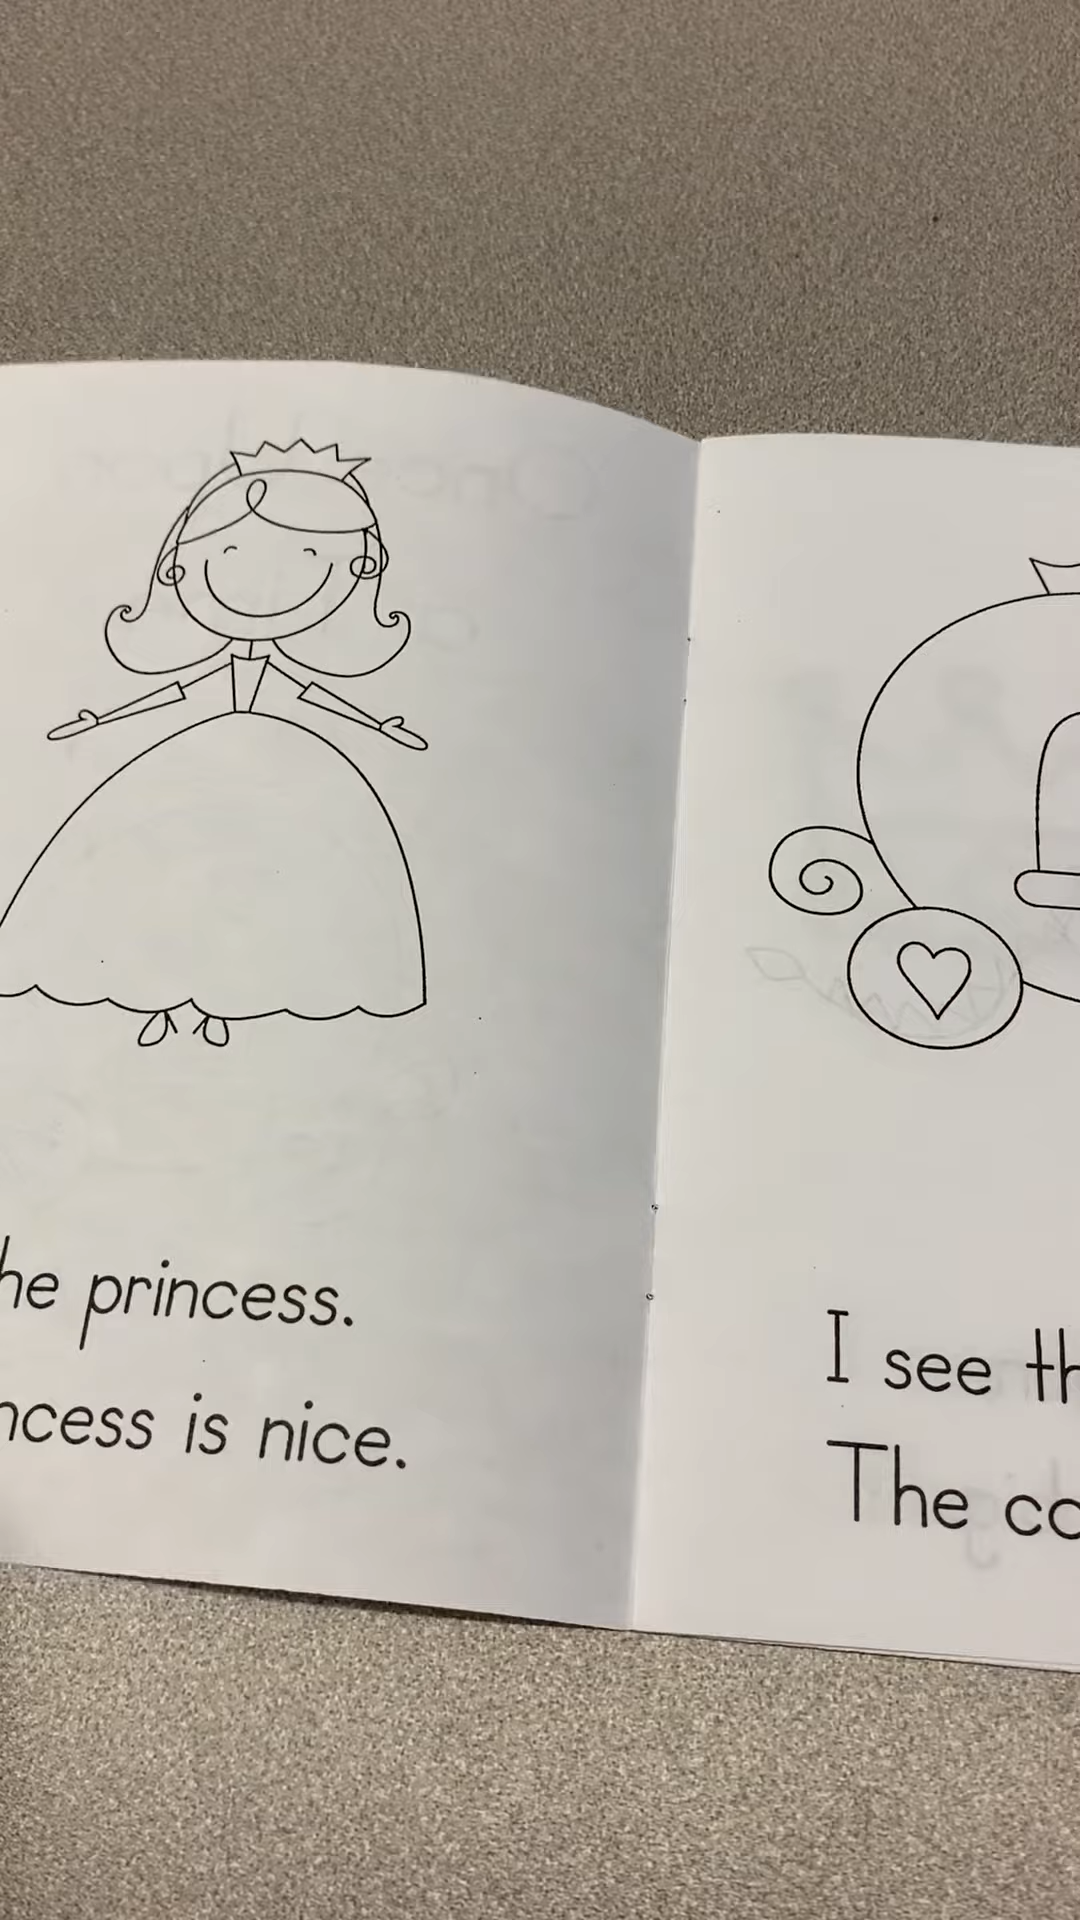 he princess.
ncess is nice.
I see th
The co